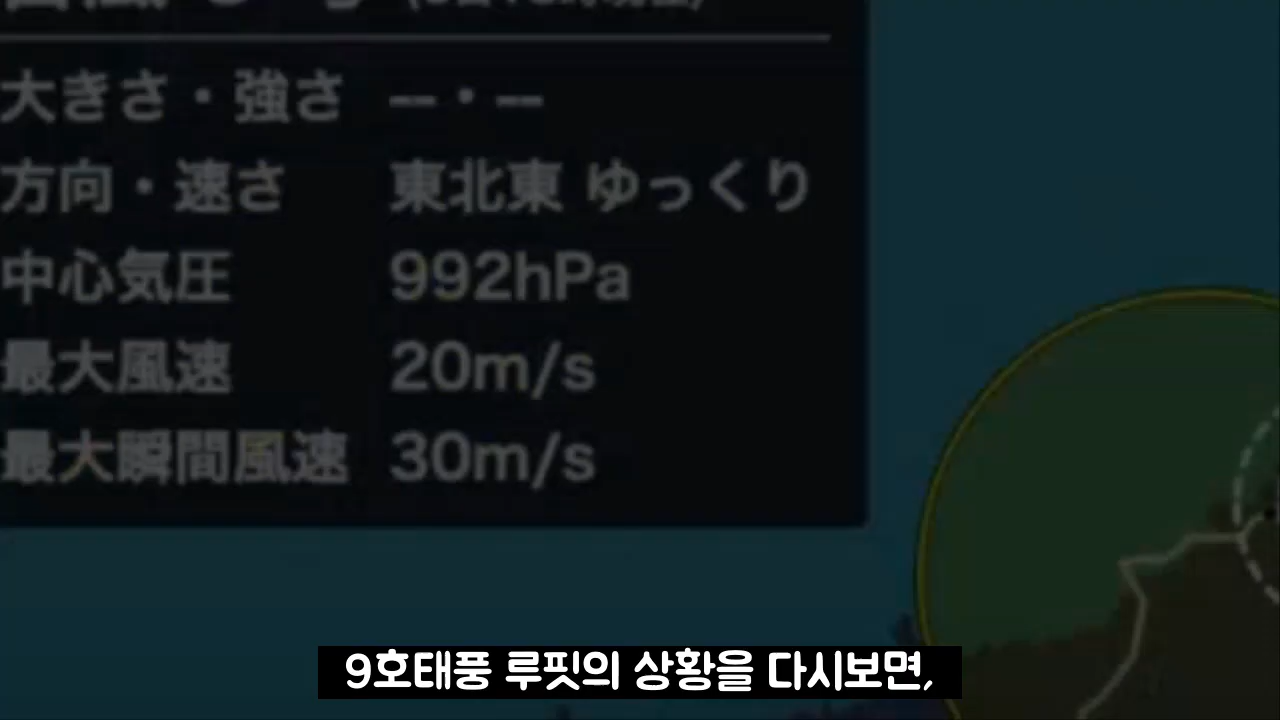 大きさ・強さ --・--
方向・速さ 東北東 ゆっくり
中心気圧 992hPa
最大風速 20m/s
最大瞬間風速 30m/s
9호태풍 루핏의 상황을 다시보면,